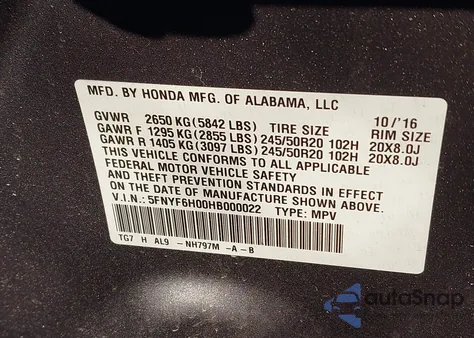 MFD. BY HONDA MFG. OF ALABAMA, LLC 10/'16
GVWR 2650 KG(5842 LBS) TIRE SIZE RIM SIZE
GAWR F 1295 KG(2855 LBS)245/50R20 102H 20X8.0J
GAWR R 1405 KG(3097 LBS)245/50R20 102H 20X8.0J
THIS VEHICLE CONFORMS TO ALL APPLICABLE
FEDERAL MOTOR VEHICLE SAFETY
AND THEFT PREVENTION STANDARDS IN EFFECT
ON THE DATE OF MANUFACTURE SHOWN ABOVE.
V.I.N.: 5FNYF6H00HB000022 TYPE: MPV
TG7 H AL9 -NH797M -A-B
autoSnap